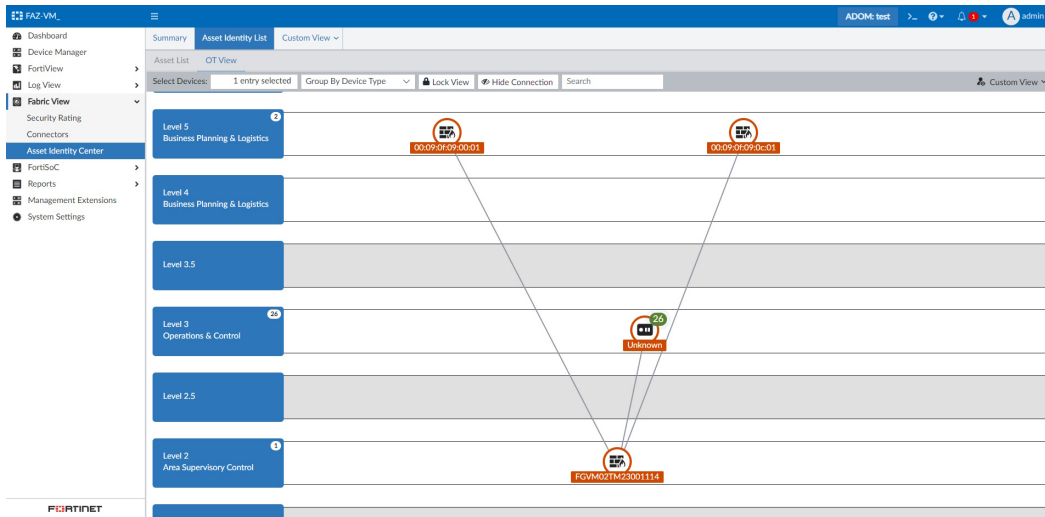 FAZ-VM_
ADOM: test
>_
1
A
admin
Dashboard
Device Manager
FortiView
Log View
Fabric View
Security Rating
Connectors
Asset Identity Center
FortiSoC
Reports
Management Extensions
System Settings
FORTINET
Summary
Asset Identity List
Custom View
Asset List
OT View
Select Devices:
1 entry selected
Group By Device Type
Lock View
Hide Connection
Search
Custom View
Level 5
Business Planning & Logistics
2
00:09:0f:09:00:01
00:09:0f:09:0c:01
Level 4
Business Planning & Logistics
Level 3.5
Level 3
Operations & Control
26
26
Unknown
Level 2.5
Level 2
Area Supervisory Control
1
FGVM02TM23001114